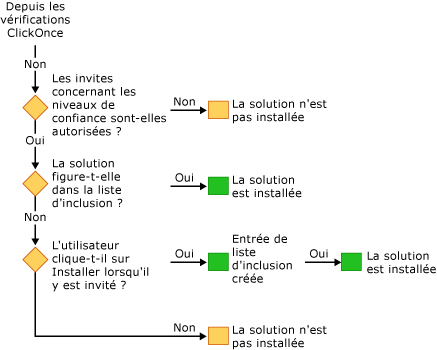 Depuis les
vérifications
ClickOnce
Non
Les invites
concernant les
niveaux de
confiance sont-elles
autorisées ?
Non
La solution n'est
pas installée
Oui
La solution
figure-t-elle
dans la liste
d'inclusion ?
Oui
La solution
est installée
Non
L'utilisateur
clique-t-il sur
Installer lorsqu'il
y est invité ?
Oui
Entrée de
liste
d'inclusion
créée
Oui
La solution
est installée
Non
La solution n'est
pas installée